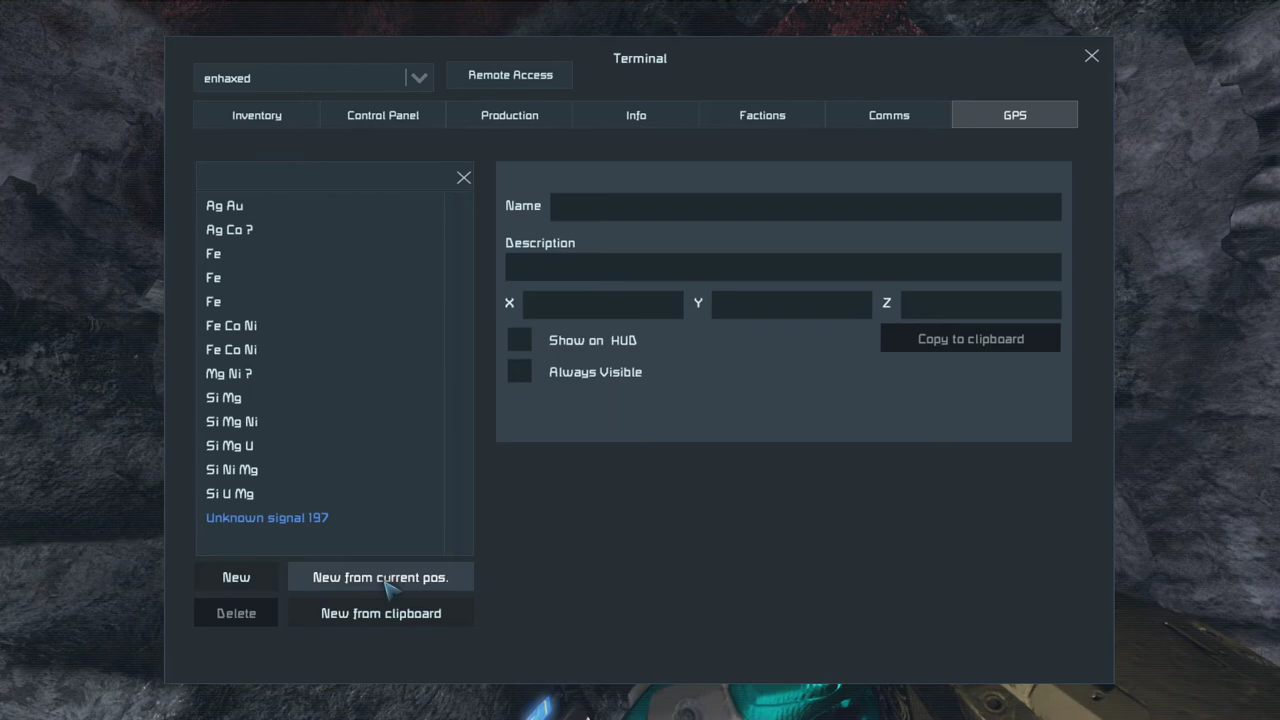 Terminal
enhaxed
Remote Access
Inventory
Control Panel
Production
Info
Factions
Comms
GPS
Ag Au
Ag Co ?
Fe
Fe
Fe
Fe Co Ni
Fe Co Ni
Mg Ni ?
Si Mg
Si Mg Ni
Si Mg U
Si Ni Mg
Si U Mg
Unknown signal 197
New
New from current pos.
Delete
New from clipboard
Name
Description
X
Y
Z
Show on HUD
Copy to clipboard
Always Visible